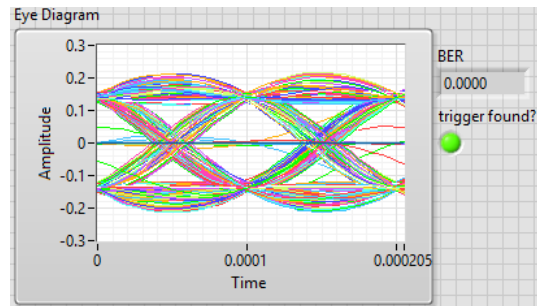 Eye Diagram
Amplitude
0.3
0.2
0.1
0
-0.1
-0.2
-0.3
0
0.0001
0.000205
Time
BER
0.0000
trigger found?